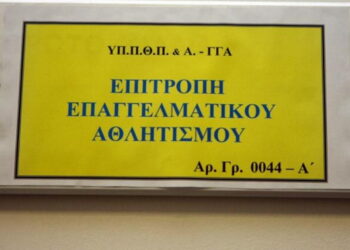 ΥΠ.Π.Θ.Π. & Α. - ΓΓΑ
ΕΠΙΤΡΟΠΗ
ΕΠΑΓΓΕΛΜΑΤΙΚΟΥ
ΑΘΛΗΤΙΣΜΟΥ
Αρ. Γρ. 0044 – Α΄